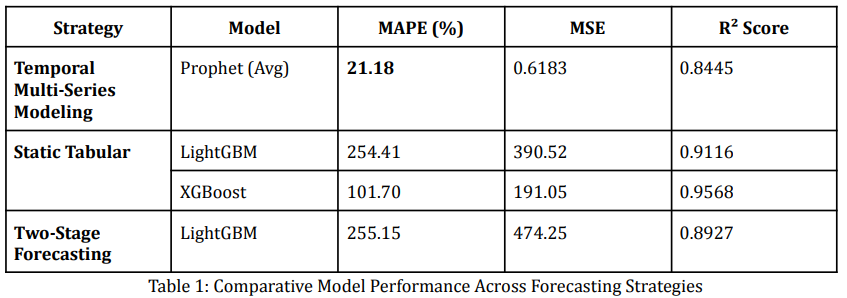 Strategy Model MAPE (%) MSE R² Score
Temporal Prophet (Avg) 21.18 0.6183 0.8445
Multi-Series
Modeling
Static Tabular LightGBM 254.41 390.52 0.9116
XGBoost 101.70 191.05 0.9568
Two-Stage LightGBM 255.15 474.25 0.8927
Forecasting
Table 1: Comparative Model Performance Across Forecasting Strategies